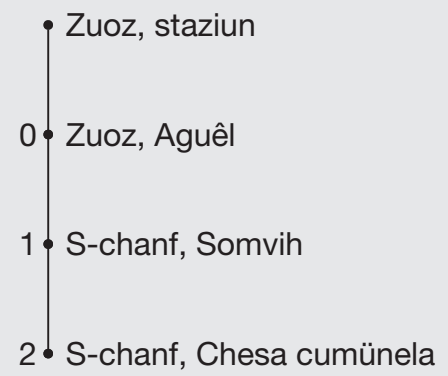 Zuoz, staziun
0 Zuoz, Aguêl
1 S-chanf, Somvih
2 S-chanf, Chesa cumünela